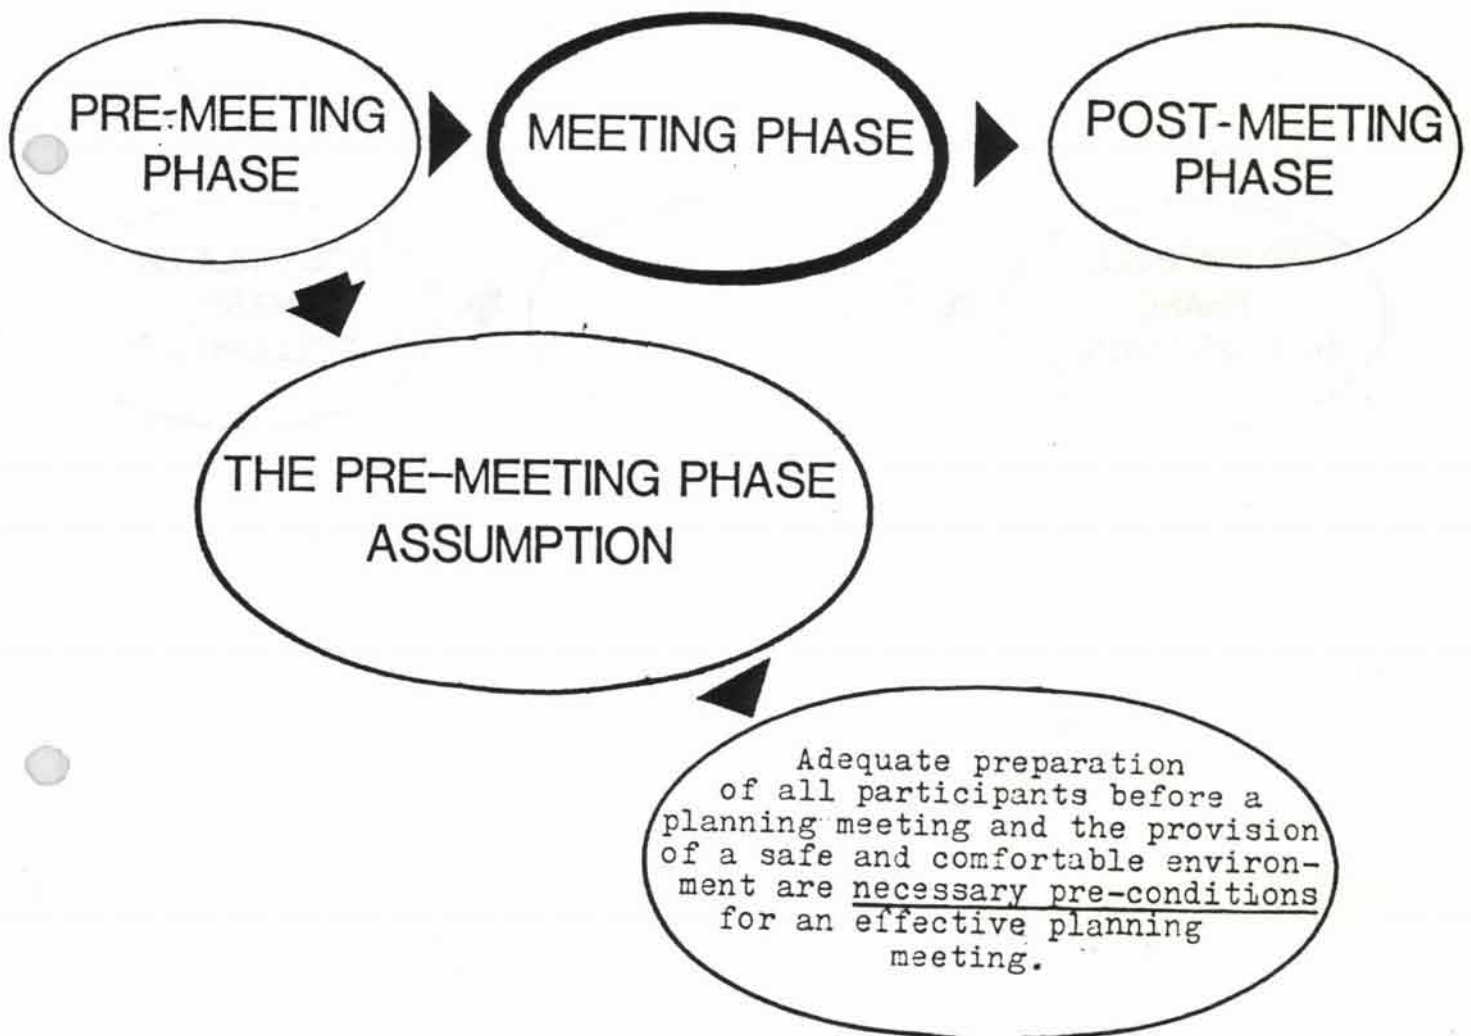 PRE-MEETING
PHASE
MEETING PHASE
POST-MEETING
PHASE
THE PRE-MEETING PHASE
ASSUMPTION
Adequate preparation
of all participants before a
planning meeting and the provision
of a safe and comfortable environ-
ment are necessary pre-conditions
for an effective planning
meeting.